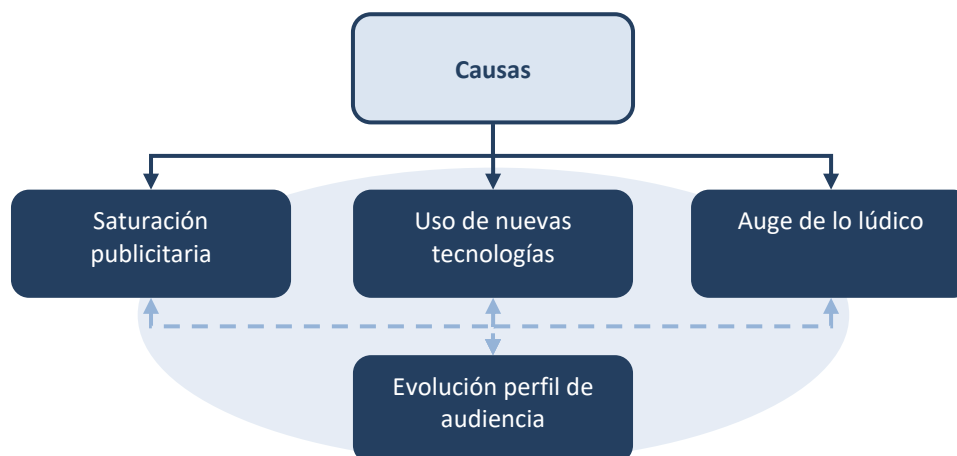 Causas
Saturación
publicitaria
Uso de nuevas
tecnologías
Auge de lo lúdico
Evolución perfil de
audiencia